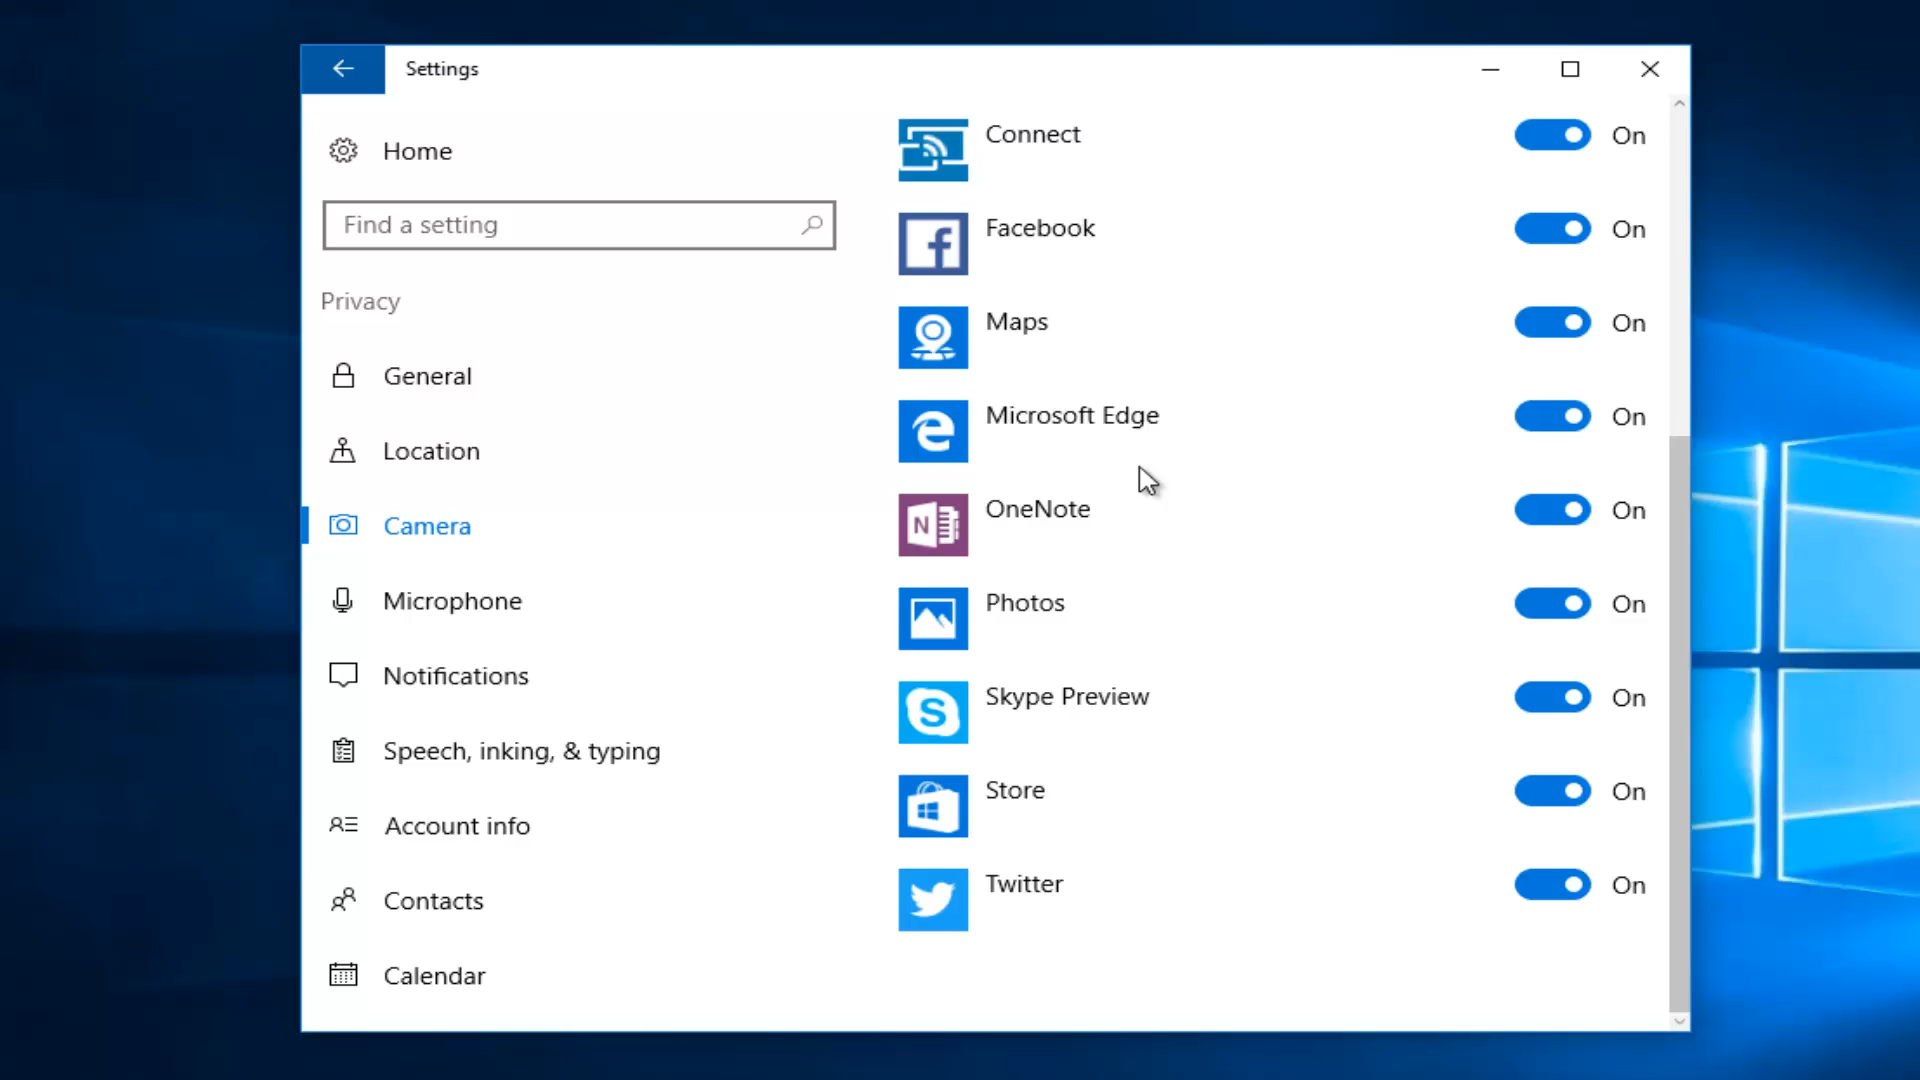 Settings
Home
Find a setting
Privacy
General
Location
Camera
Microphone
Notifications
Speech, inking, & typing
Account info
Contacts
Calendar
Connect On
Facebook On
Maps On
Microsoft Edge On
OneNote On
Photos On
Skype Preview On
Store On
Twitter On